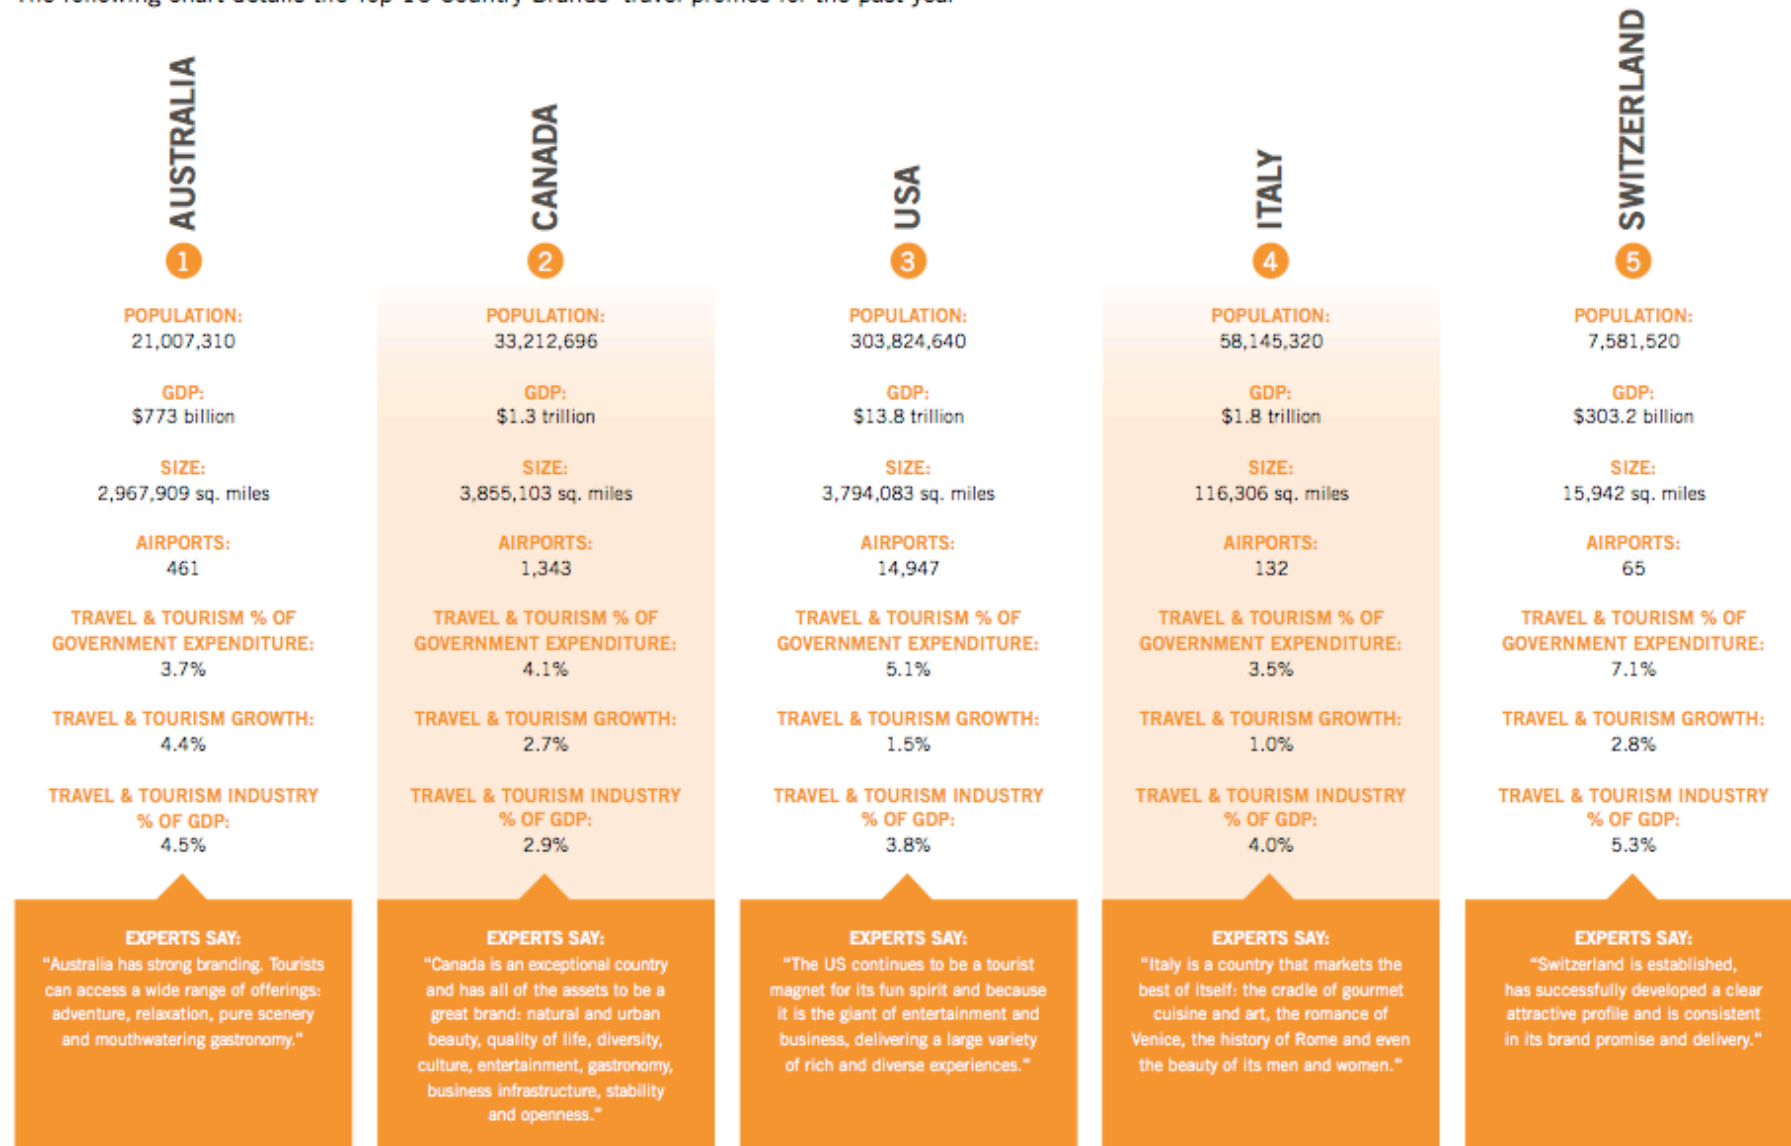 The following chart details the Top 10 Country Brands' travel profiles for the past year
AUSTRALIA
1
POPULATION:
21,007,310
GDP:
$773 billion
SIZE:
2,967,909 sq. miles
AIRPORTS:
461
TRAVEL & TOURISM % OF
GOVERNMENT EXPENDITURE:
3.7%
TRAVEL & TOURISM GROWTH:
4.4%
TRAVEL & TOURISM INDUSTRY
% OF GDP:
4.5%
EXPERTS SAY:
"Australia has strong branding. Tourists
can access a wide range of offerings:
adventure, relaxation, pure scenery
and mouthwatering gastronomy."
CANADA
2
POPULATION:
33,212,696
GDP:
$1.3 trillion
SIZE:
3,855,103 sq. miles
AIRPORTS:
1,343
TRAVEL & TOURISM % OF
GOVERNMENT EXPENDITURE:
4.1%
TRAVEL & TOURISM GROWTH:
2.7%
TRAVEL & TOURISM INDUSTRY
% OF GDP:
2.9%
EXPERTS SAY:
"Canada is an exceptional country
and has all of the assets to be a
great brand: natural and urban
beauty, quality of life, diversity,
culture, entertainment, gastronomy,
business infrastructure, stability
and openness."
USA
3
POPULATION:
303,824,640
GDP:
$13.8 trillion
SIZE:
3,794,083 sq. miles
AIRPORTS:
14,947
TRAVEL & TOURISM % OF
GOVERNMENT EXPENDITURE:
5.1%
TRAVEL & TOURISM GROWTH:
1.5%
TRAVEL & TOURISM INDUSTRY
% OF GDP:
3.8%
EXPERTS SAY:
"The US continues to be a tourist
magnet for its fun spirit and because
it is the giant of entertainment and
business, delivering a large variety
of rich and diverse experiences."
ITALY
4
POPULATION:
58,145,320
GDP:
$1.8 trillion
SIZE:
116,306 sq. miles
AIRPORTS:
132
TRAVEL & TOURISM % OF
GOVERNMENT EXPENDITURE:
3.5%
TRAVEL & TOURISM GROWTH:
1.0%
TRAVEL & TOURISM INDUSTRY
% OF GDP:
4.0%
EXPERTS SAY:
"Italy is a country that markets the
best of itself: the cradle of gourmet
cuisine and art, the romance of
Venice, the history of Rome and even
the beauty of its men and women."
SWITZERLAND
5
POPULATION:
7,581,520
GDP:
$303.2 billion
SIZE:
15,942 sq. miles
AIRPORTS:
65
TRAVEL & TOURISM % OF
GOVERNMENT EXPENDITURE:
7.1%
TRAVEL & TOURISM GROWTH:
2.8%
TRAVEL & TOURISM INDUSTRY
% OF GDP:
5.3%
EXPERTS SAY:
"Switzerland is established,
has successfully developed a clear
attractive profile and is consistent
in its brand promise and delivery."